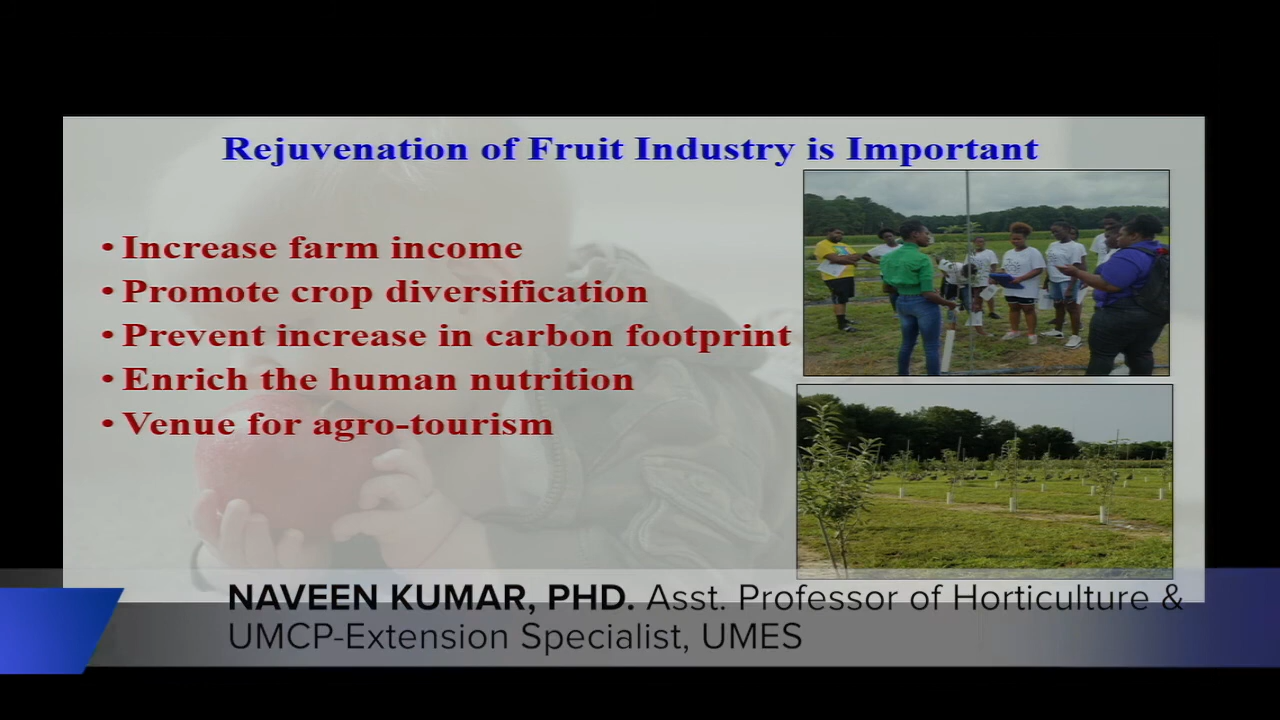 Rejuvenation of Fruit Industry is Important
• Increase farm income
• Promote crop diversification
• Prevent increase in carbon footprint
• Enrich the human nutrition
• Venue for agro-tourism
NAVEEN KUMAR, PHD. Asst. Professor of Horticulture &
UMCP-Extension Specialist, UMES